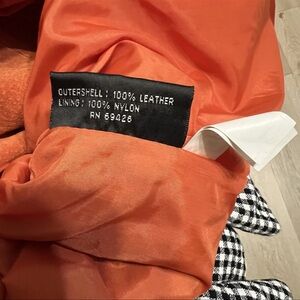 OUTERSHELL: 100% LEATHER
LINING: 100% NYLON
RN 69426